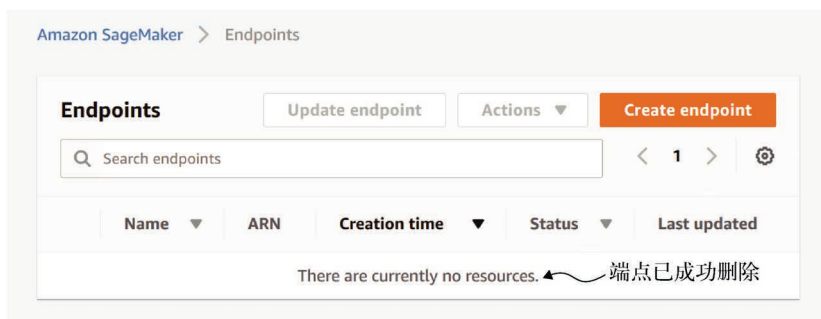 Amazon SageMaker > Endpoints
Endpoints Update endpoint Actions ▼ Create endpoint
Search endpoints < 1 >
Name ▼ ARN Creation time ▼ Status ▼ Last updated
There are currently no resources. 端点已成功删除